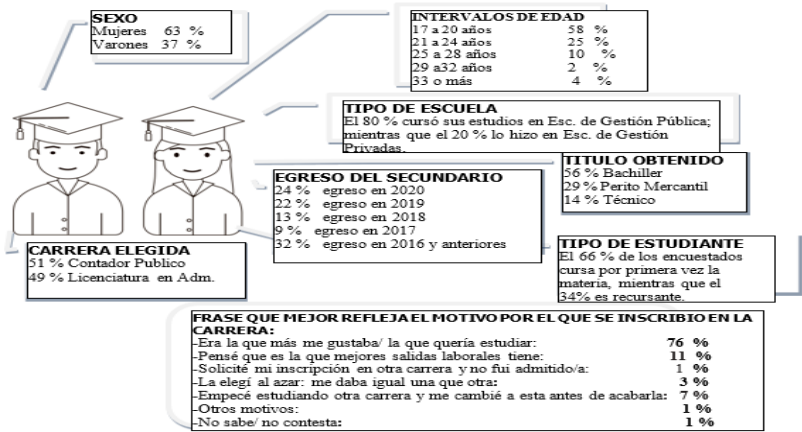 SEXO
Mujeres 63 %
Varones 37 %
INTERVALOS DE EDAD
17 a 20 años 58 %
21 a 24 años 25 %
25 a 28 años 10 %
29 a32 años 2 %
33 o más 4 %
TIPO DE ESCUELA
El 80 % cursó sus estudios en Esc. de Gestión Pública;
mientras que el 20 % lo hizo en Esc. de Gestión
Privadas.
TITULO OBTENIDO
56 % Bachiller
29 % Perito Mercantil
14 % Técnico
EGRESO DEL SECUNDARIO
24 % egreso en 2020
22 % egreso en 2019
13 % egreso en 2018
9 % egreso en 2017
32 % egreso en 2016 y anteriores
CARRERA ELEGIDA
51 % Contador Publico
49 % Licenciatura en Adm.
TIPO DE ESTUDIANTE
El 66 % de los encuestados
cursa por primera vez la
materia, mientras que el
34% es recursante.
FRASE QUE MEJOR REFLEJA EL MOTIVO POR EL QUE SE INSCRIBIO EN LA
CARRERA:
-Era la que más me gustaba/ la que quería estudiar: 76 %
-Pensé que es la que mejores salidas laborales tiene: 11 %
-Solicité mi inscripción en otra carrera y no fui admitido/a: 1 %
-La elegí al azar: me daba igual una que otra: 3 %
-Empecé estudiando otra carrera y me cambié a esta antes de acabarla: 7 %
-Otros motivos: 1 %
-No sabe/ no contesta: 1 %